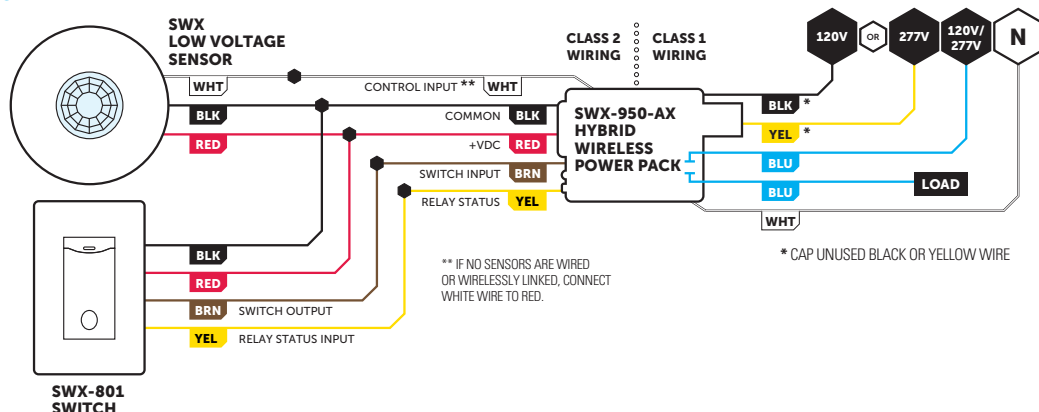 SWX
LOW VOLTAGE
SENSOR
CLASS 2
WIRING
CLASS 1
WIRING
120V
OR
277V
120V/
277V
N
WHT
CONTROL INPUT ** WHT
BLK
COMMON BLK
RED
+VDC RED
SWITCH INPUT BRN
RELAY STATUS YEL
SWX-950-AX
HYBRID
WIRELESS
POWER PACK
BLK *
YEL *
BLU
BLU
LOAD
WHT
* CAP UNUSED BLACK OR YELLOW WIRE
** IF NO SENSORS ARE WIRED
OR WIRELESSLY LINKED, CONNECT
WHITE WIRE TO RED.
BLK
RED
BRN SWITCH OUTPUT
YEL RELAY STATUS INPUT
SWX-801
SWITCH